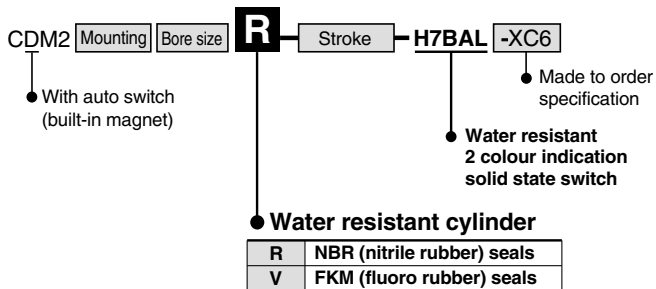 CDM2 Mounting Bore size R Stroke H7BAL -XC6
With auto switch
(built-in magnet)
Made to order
specification
Water resistant
2 colour indication
solid state switch
Water resistant cylinder
R NBR (nitrile rubber) seals
V FKM (fluoro rubber) seals